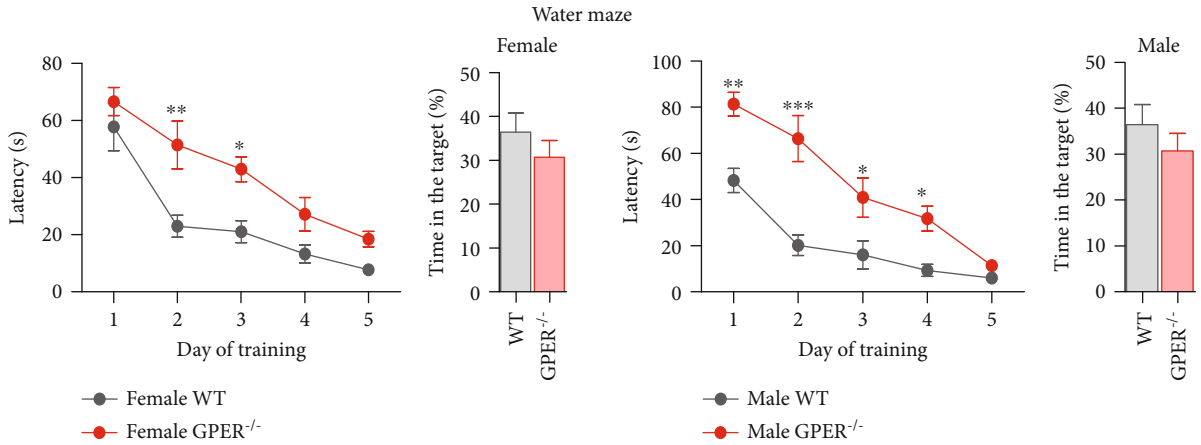 Water maze
80
60
40
20
0
Latency (s)
**
*
1 2 3 4 5
Day of training
Female WT
Female GPER-/-
Female
50
40
30
20
10
0
Time in the target (%)
WT
GPER-/-
100
80
60
40
20
0
Latency (s)
**
***
*
*
1 2 3 4 5
Day of training
Male WT
Male GPER-/-
Male
50
40
30
20
10
0
Time in the target (%)
WT
GPER-/-